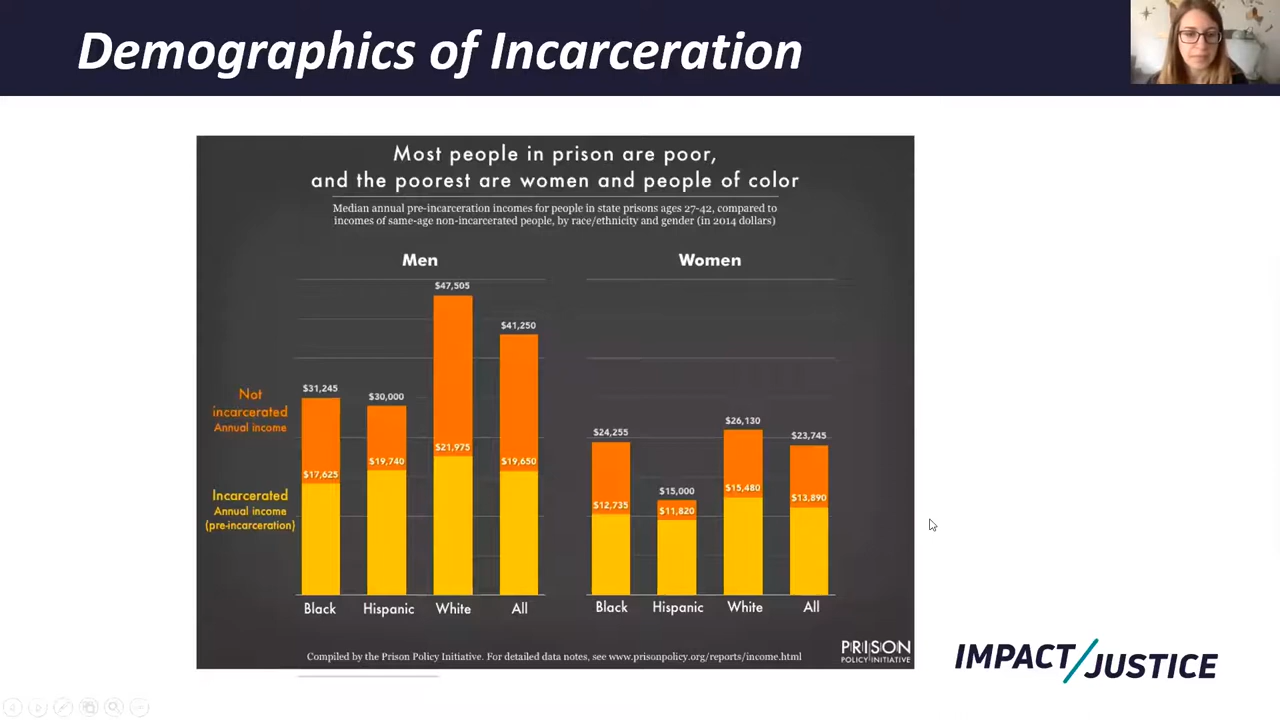 Demographics of Incarceration
Most people in prison are poor,
and the poorest are women and people of color
Median annual pre-incarceration incomes for people in state prisons ages 27-42, compared to
incomes of same-age non-incarcerated people, by race/ethnicity and gender (in 2014 dollars)
Men
Women
Not
incarcerated
Annual income
Incarcerated
Annual income
(pre-incarceration)
$31,245
$17,625
$30,000
$19,740
$47,505
$21,975
$41,250
$19,650
$24,255
$12,735
$15,000
$11,820
$26,130
$15,480
$23,745
$13,890
Black
Hispanic
White
All
Black
Hispanic
White
All
Compiled by the Prison Policy Initiative. For detailed data notes, see www.prisonpolicy.org/reports/income.html
PRISON
POLICY INITIATIVE
IMPACT/JUSTICE